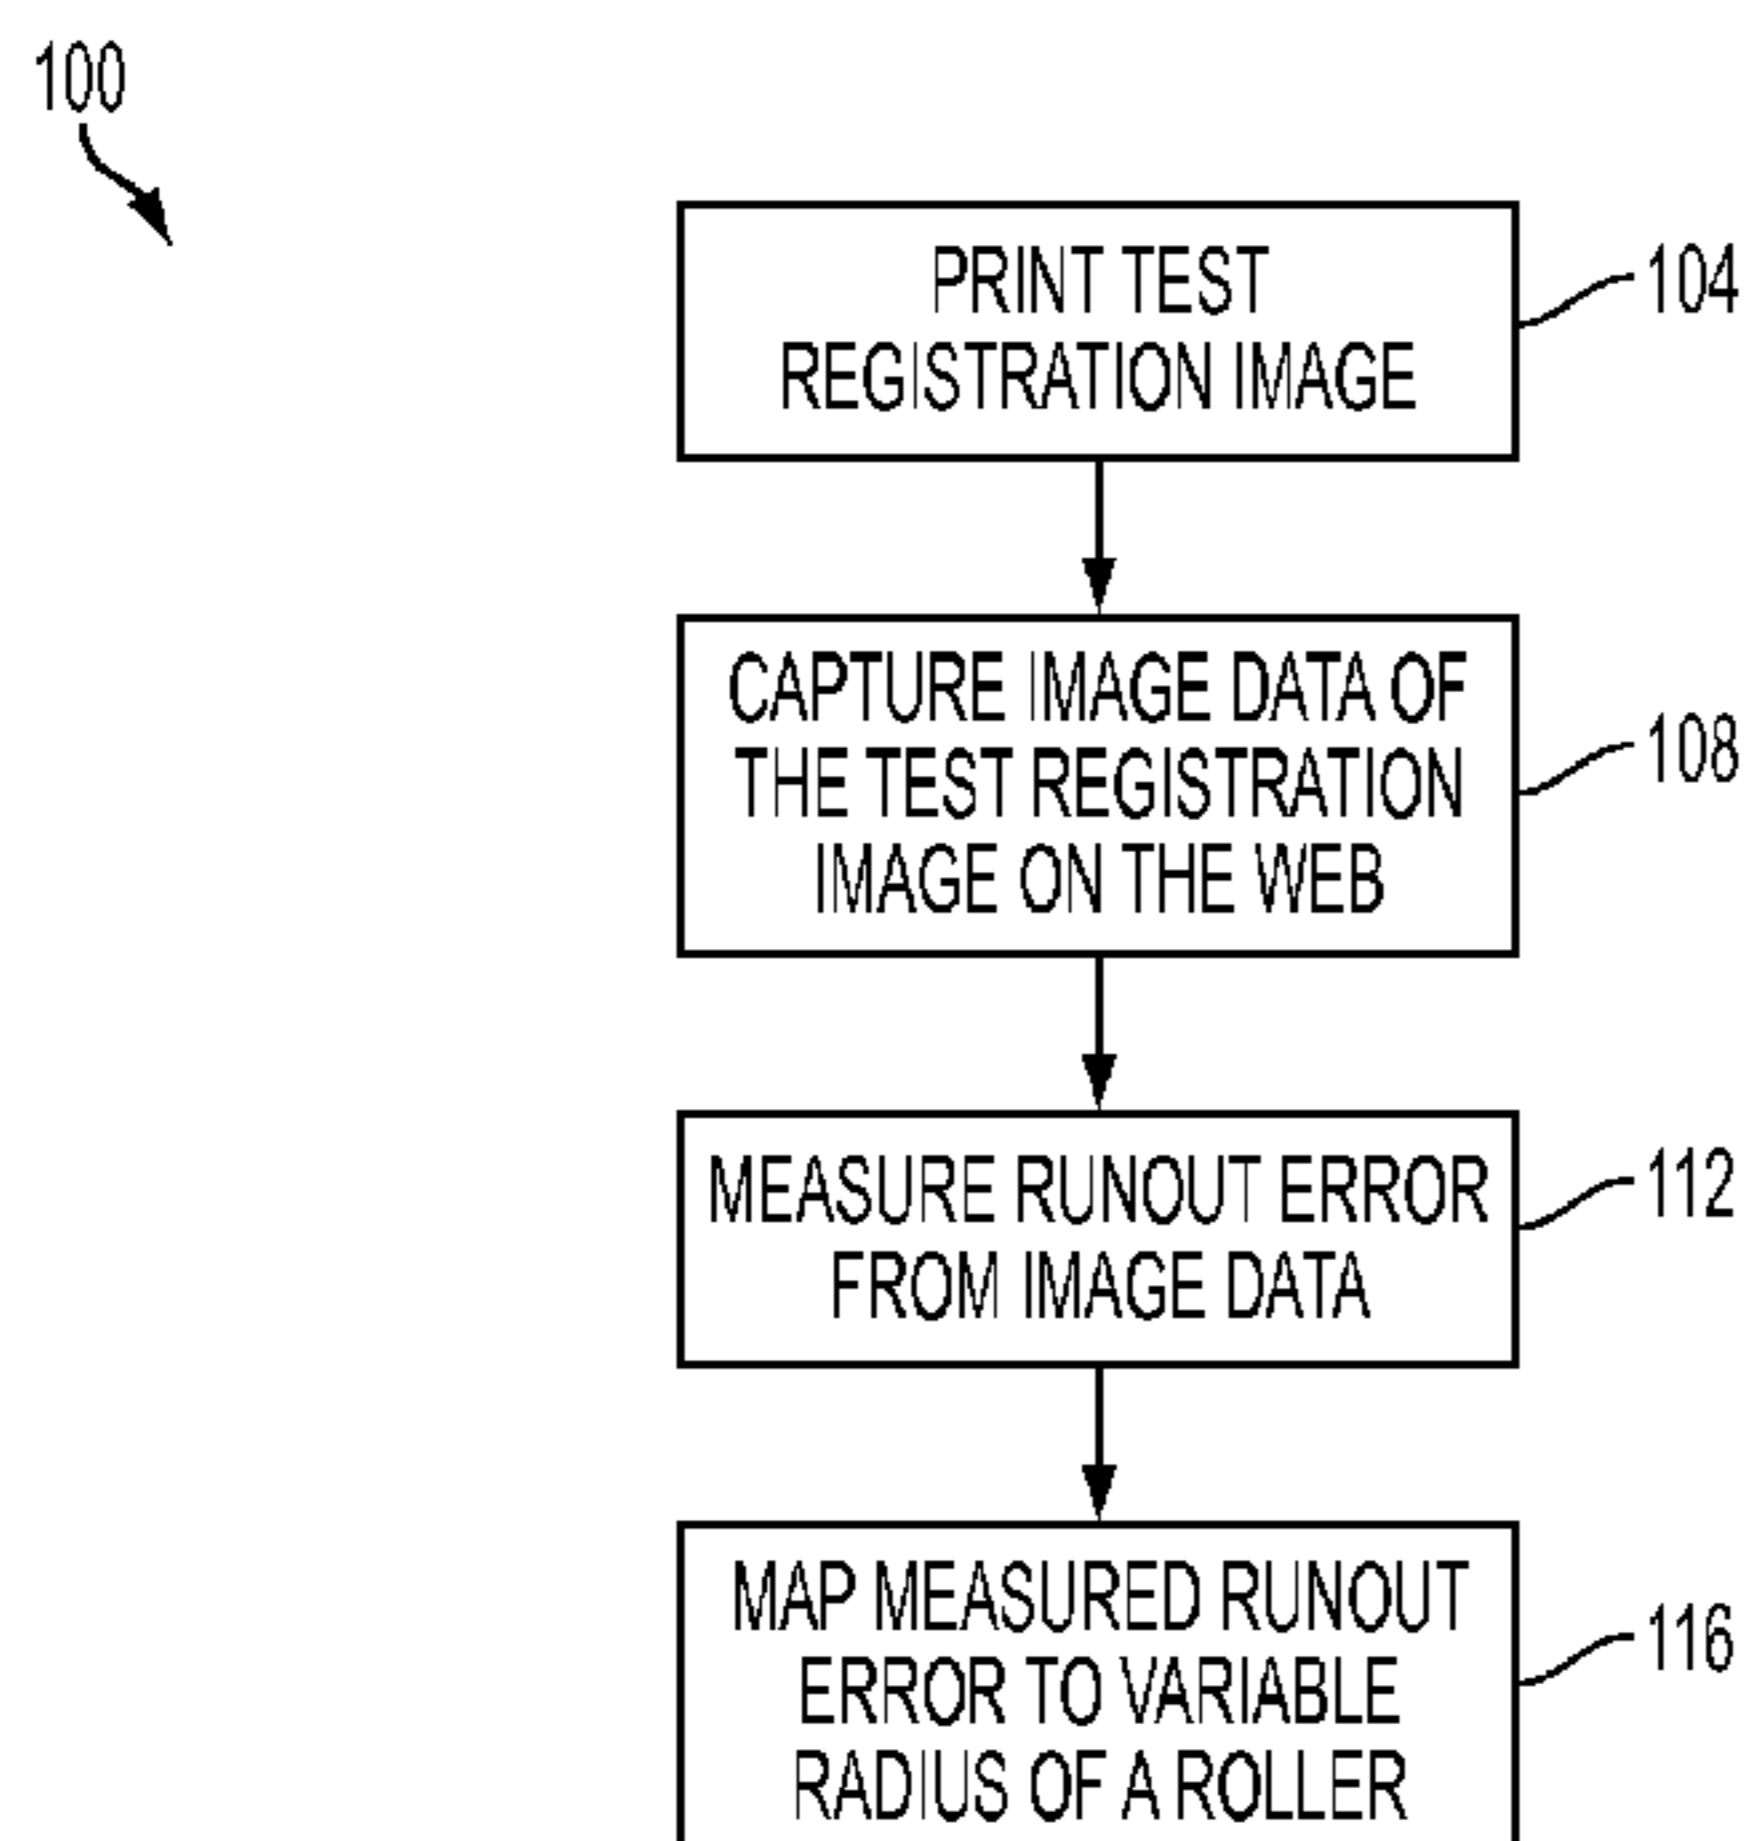 100
PRINT TEST
REGISTRATION IMAGE
104
CAPTURE IMAGE DATA OF
THE TEST REGISTRATION
IMAGE ON THE WEB
108
MEASURE RUNOUT ERROR
FROM IMAGE DATA
112
MAP MEASURED RUNOUT
ERROR TO VARIABLE
RADIUS OF A ROLLER
116